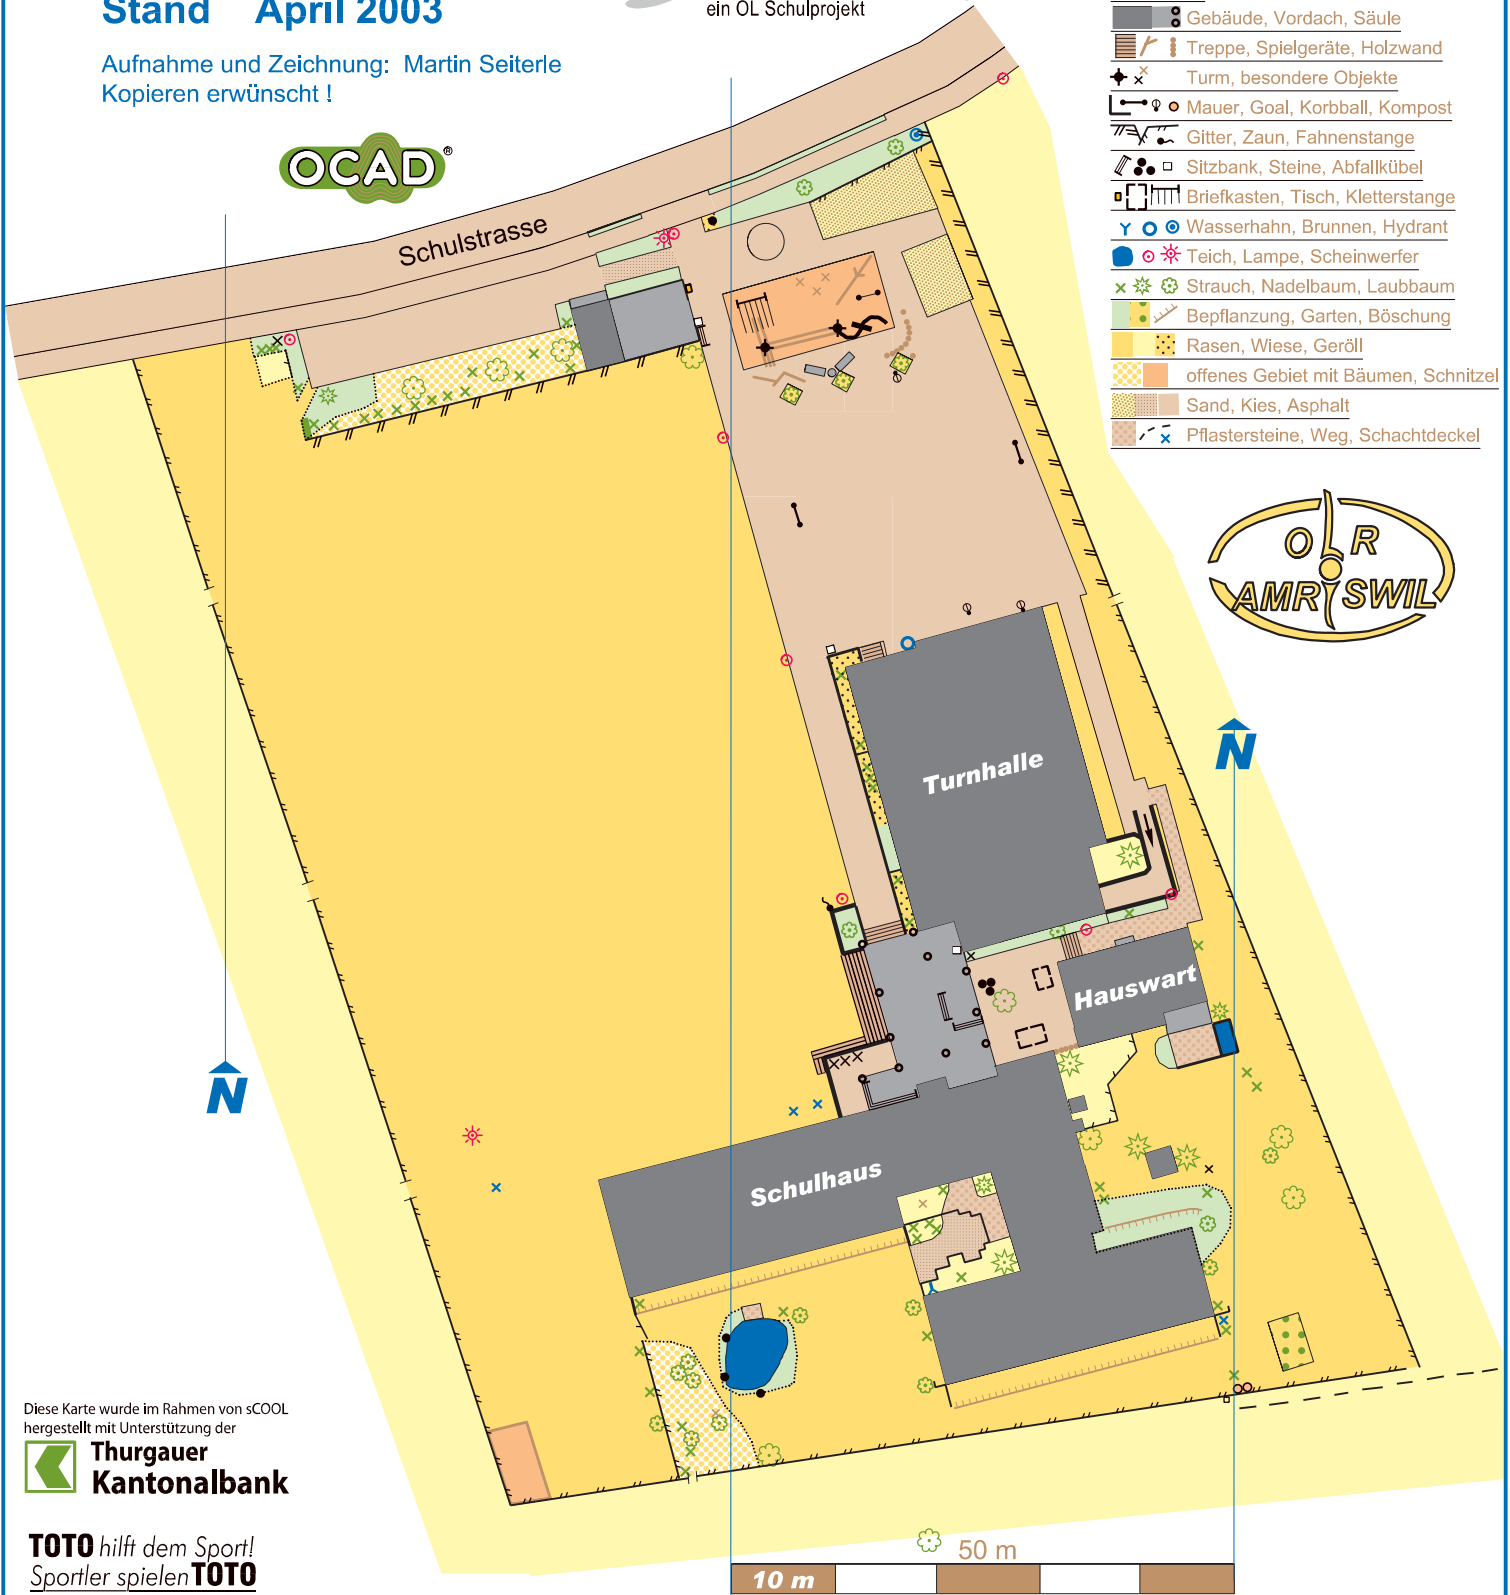 Stand April 2003
ein OL Schulprojekt
Aufnahme und Zeichnung: Martin Seiterle
Kopieren erwünscht !
OCAD®
Schulstrasse
Gebäude, Vordach, Säule
Treppe, Spielgeräte, Holzwand
Turm, besondere Objekte
Mauer, Goal, Korbball, Kompost
Gitter, Zaun, Fahnenstange
Sitzbank, Steine, Abfallkübel
Briefkasten, Tisch, Kletterstange
Wasserhahn, Brunnen, Hydrant
Teich, Lampe, Scheinwerfer
Strauch, Nadelbaum, Laubbaum
Bepflanzung, Garten, Böschung
Rasen, Wiese, Geröll
offenes Gebiet mit Bäumen, Schnitzel
Sand, Kies, Asphalt
Pflastersteine, Weg, Schachtdeckel
OLR
AMRISWIL
Turnhalle
N
Hauswart
N
Schulhaus
Diese Karte wurde im Rahmen von sCOOL
hergestellt mit Unterstützung der
Thurgauer
Kantonalbank
TOTO hilft dem Sport!
Sportler spielen TOTO
50 m
10 m